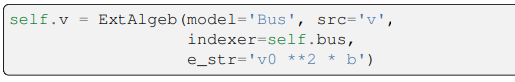 self.v = ExtAlgeb(model='Bus', src='v',
indexer=self.bus,
e_str='v0 **2 * b')